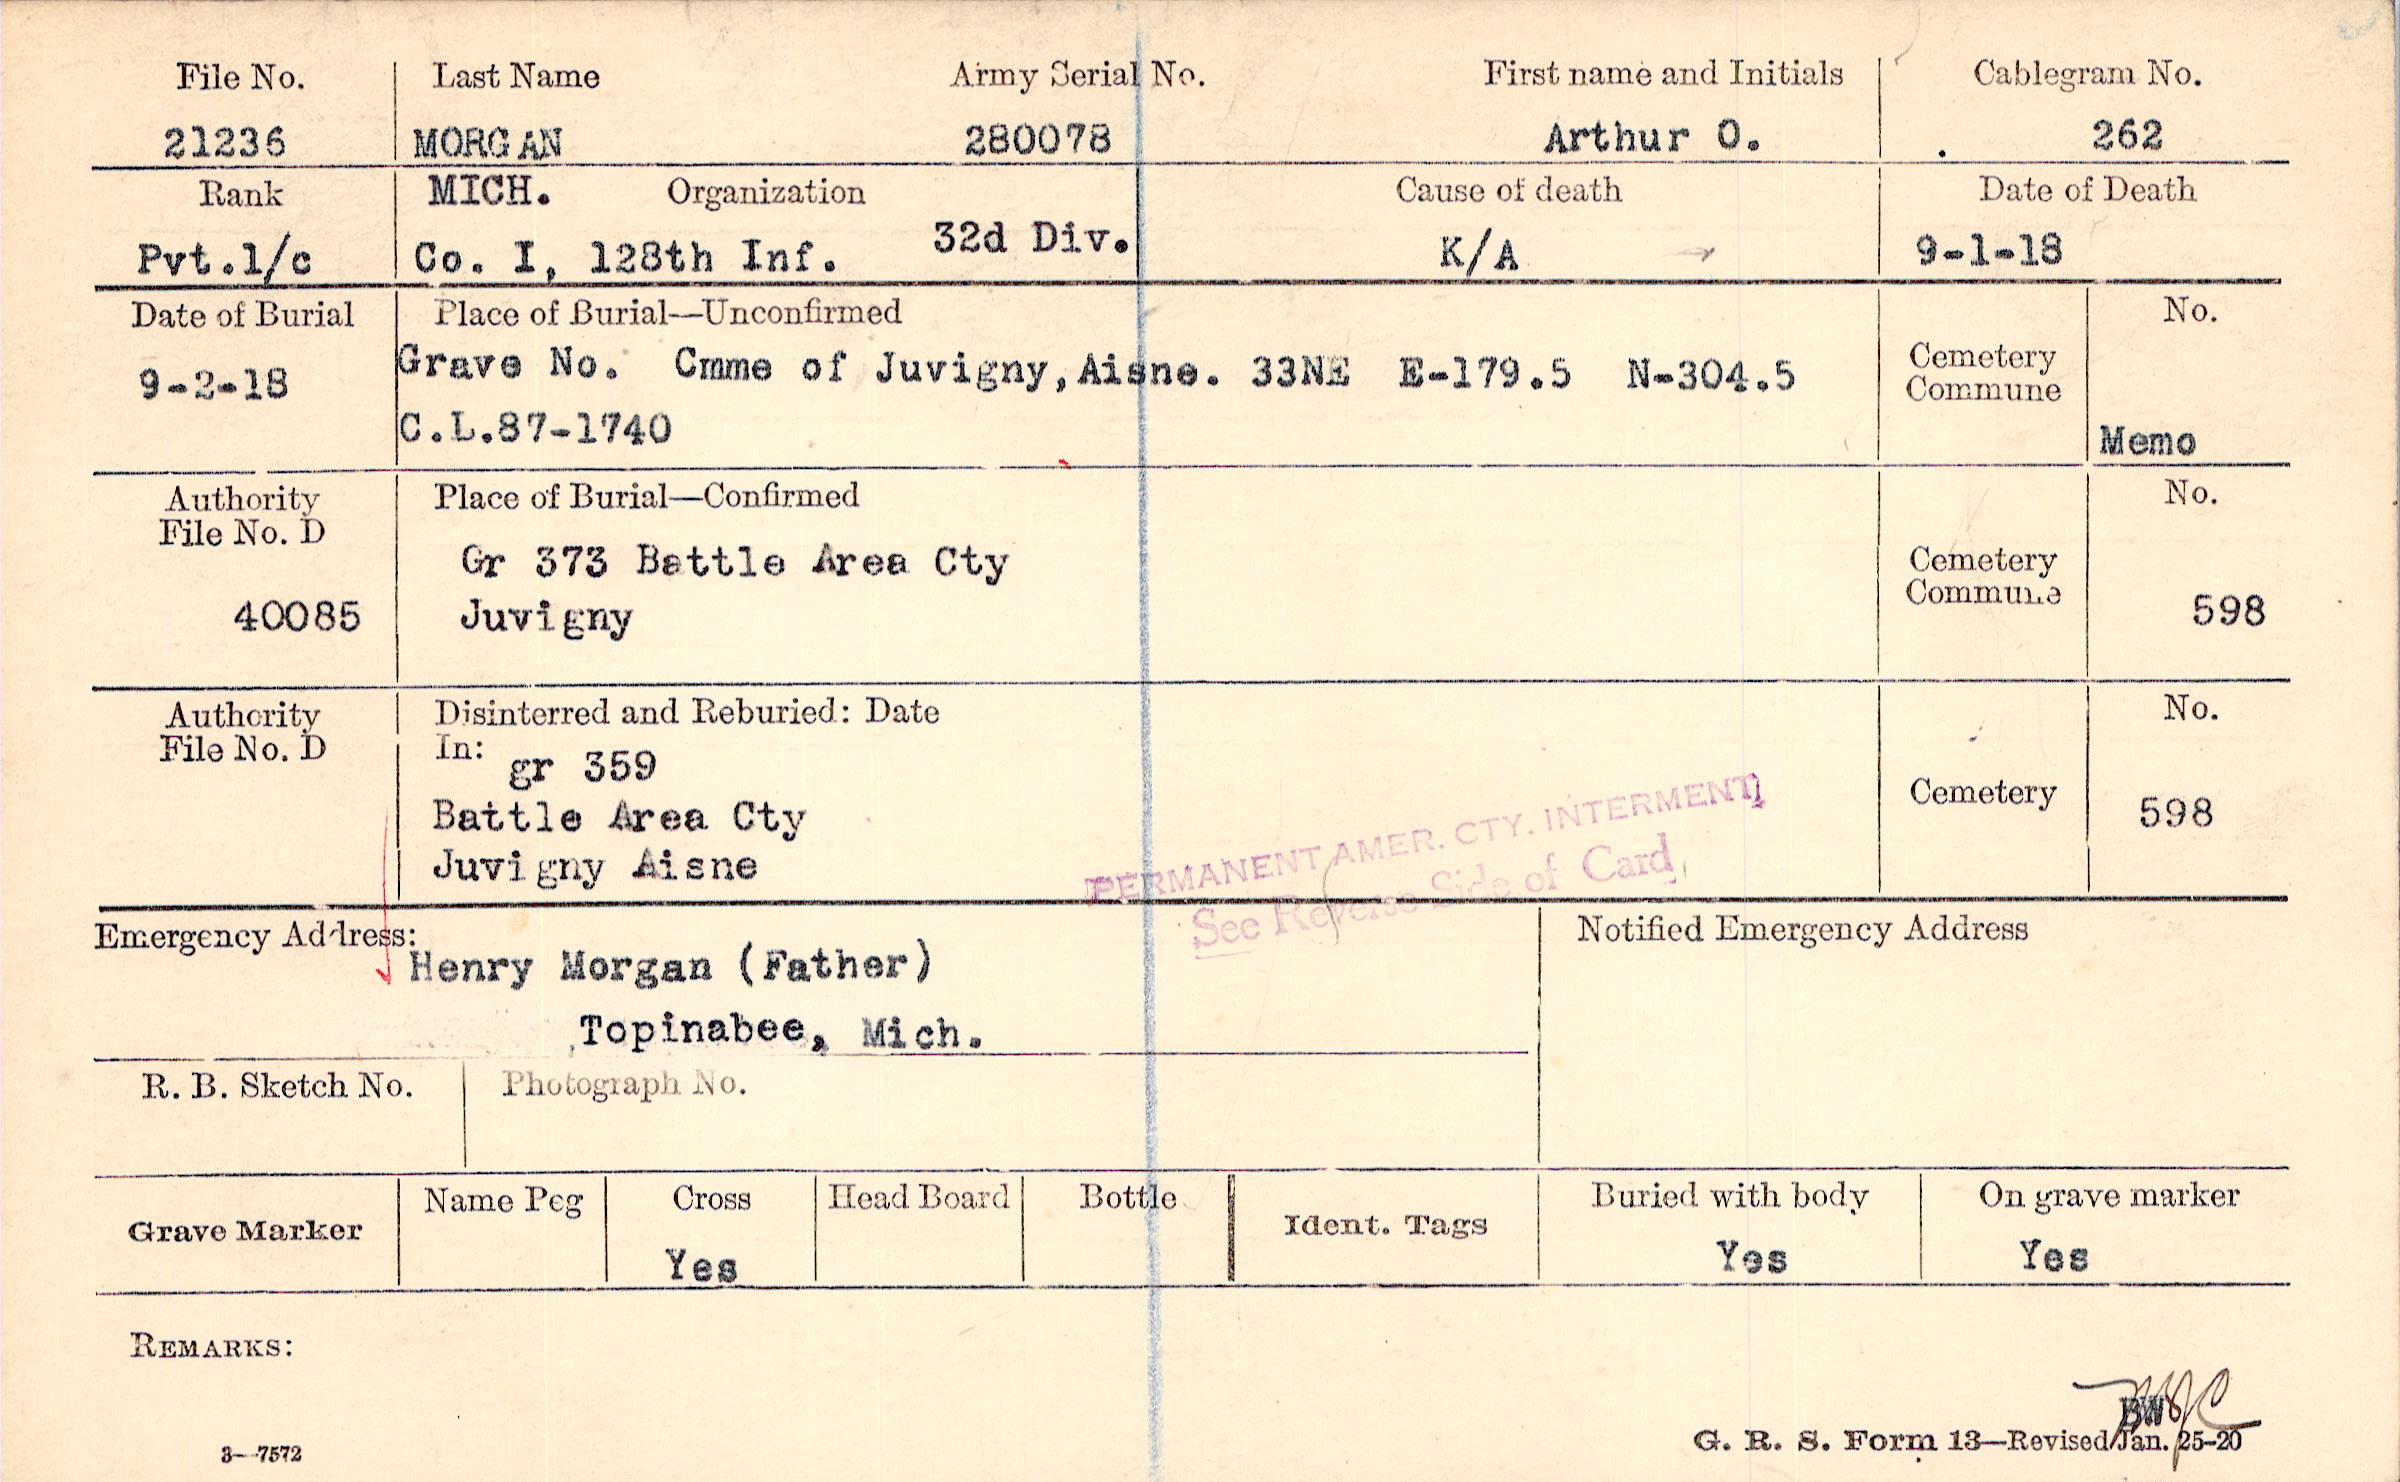 File No. Last Name Army Serial No. First name and Initials Cablegram No.
21236 MORGAN 280078 Arthur O. 262
Rank MICH. Organization Cause of death Date of Death
Pvt.1/c Co. I, 128th Inf. 32d Div. K/A 9-1-18
Date of Burial Place of Burial—Unconfirmed No.
9-2-18 Grave No. Cmme of Juvigny, Aisne. 33NE E-179.5 N-304.5 Cemetery
Commune
C.L.87-1740 Memo
Authority Place of Burial—Confirmed No.
File No. D
Gr 373 Battle Area Cty Cemetery
Commune
40085 Juvigny 598
Authority Disinterred and Reburied: Date No.
File No. D In: gr 359
Battle Area Cty Cemetery 598
Juvigny Aisne
PERMANENT AMER. CTY. INTERMENT
See Reverse Side of Card
Emergency Address: Notified Emergency Address
Henry Morgan (Father)
Topinabee, Mich.
R. B. Sketch No. Photograph No.
Grave Marker Name Peg Cross Head Board Bottle Ident. Tags Buried with body On grave marker
Yes Yes Yes
REMARKS:
3—7572 G. R. S. Form 13—Revised Jan. 25-20